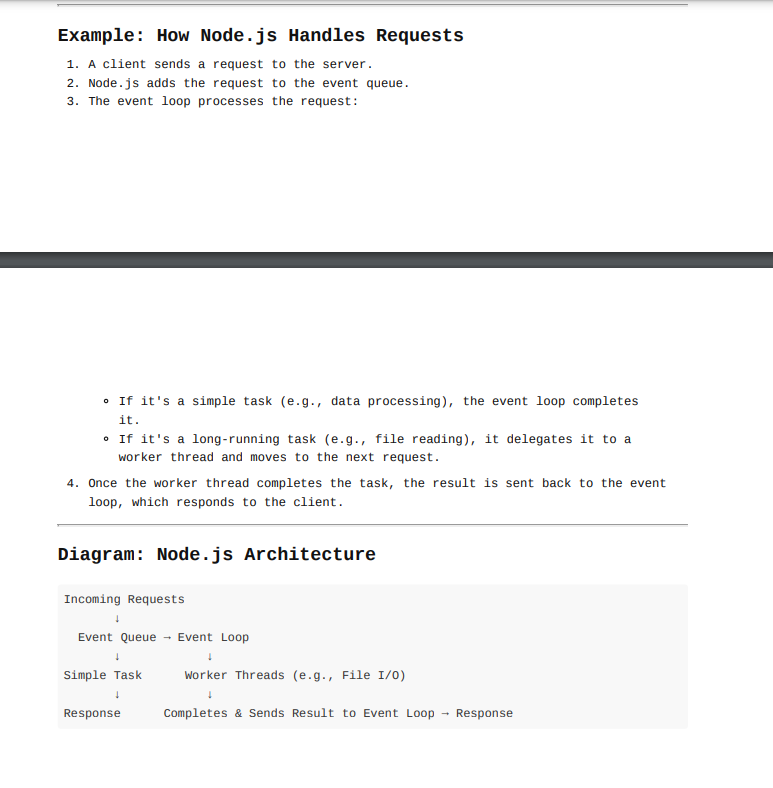 Example: How Node.js Handles Requests
1. A client sends a request to the server.
2. Node.js adds the request to the event queue.
3. The event loop processes the request:
∘ If it's a simple task (e.g., data processing), the event loop completes
it.
∘ If it's a long-running task (e.g., file reading), it delegates it to a
worker thread and moves to the next request.
4. Once the worker thread completes the task, the result is sent back to the event
loop, which responds to the client.
Diagram: Node.js Architecture
Incoming Requests
↓
Event Queue → Event Loop
↓ ↓
Simple Task Worker Threads (e.g., File I/O)
↓ ↓
Response Completes & Sends Result to Event Loop → Response